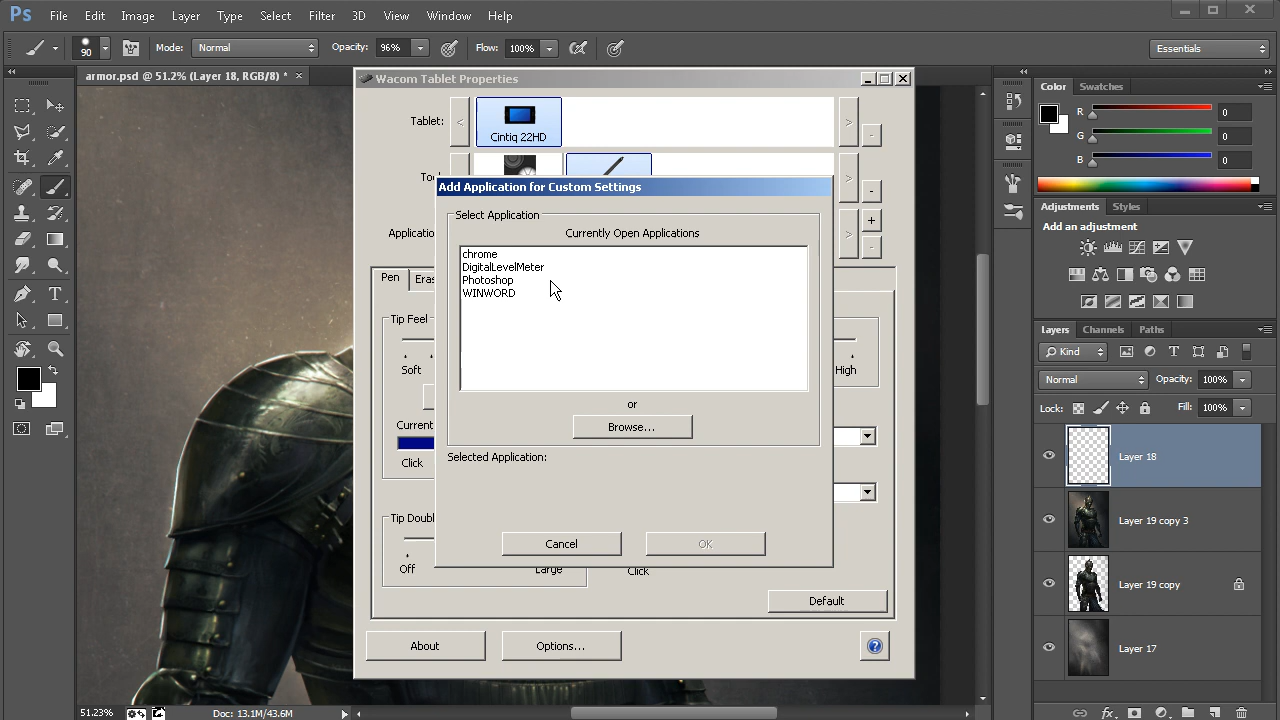 Ps File Edit Image Layer Type Select Filter 3D View Window Help
90 Mode: Normal Opacity: 96% Flow: 100% Essentials
armor.psd @ 51.2% (Layer 18, RGB/8) * ×
Wacom Tablet Properties
Tablet: < Cintiq 22HD > -
> -
Add Application for Custom Settings
Select Application
Currently Open Applications
chrome
DigitalLevelMeter
Photoshop
WINWORD
or
Browse...
Selected Application:
Cancel OK
> + -
Pen
Tip Feel
Soft High
Current
Click
Off Large Click
Default
About Options... ?
Color Swatches
R 0
G 0
B 0
Adjustments Styles
Add an adjustment
Layers Channels Paths
Kind
Normal Opacity: 100%
Lock: Fill: 100%
Layer 18
Layer 19 copy 3
Layer 19 copy
Layer 17
51.23% Doc: 13.1M/43.6M